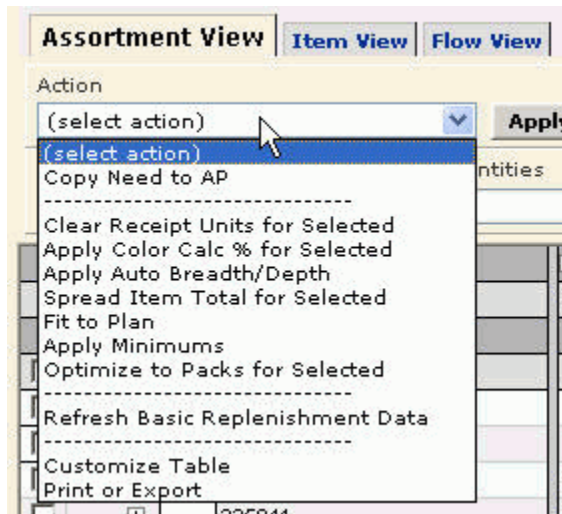 Assortment View Item View Flow View
Action
(select action) Apply
(select action)
Copy Need to AP ntities
-------------------------------
Clear Receipt Units for Selected
Apply Color Calc % for Selected
Apply Auto Breadth/Depth
Spread Item Total for Selected
Fit to Plan
Apply Minimums
Optimize to Packs for Selected
-------------------------------
Refresh Basic Replenishment Data
-------------------------------
Customize Table
Print or Export